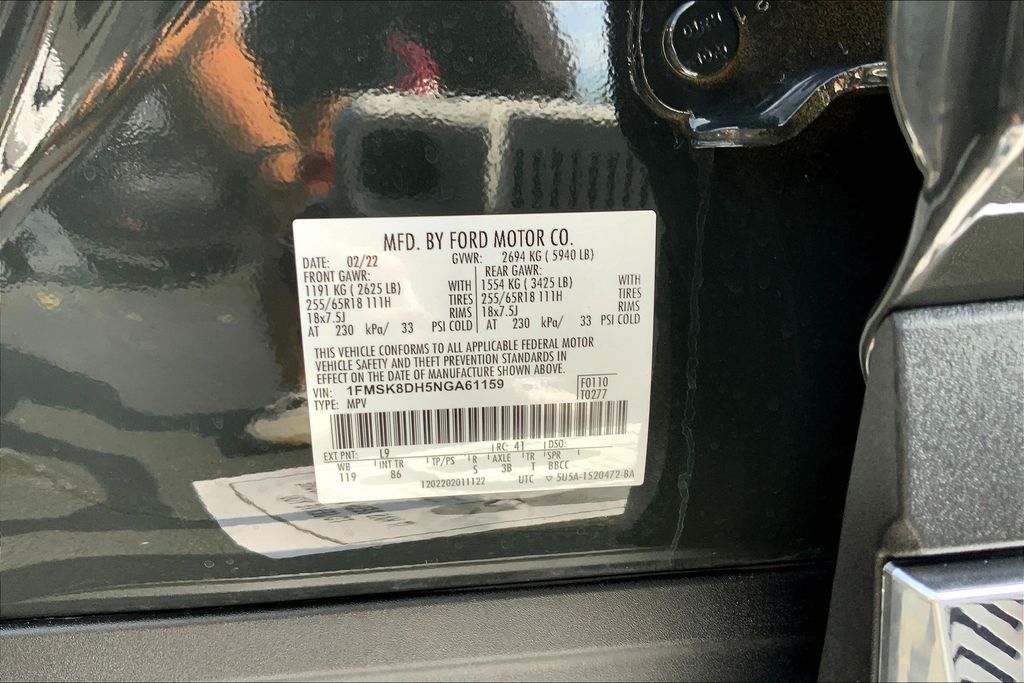 MFD. BY FORD MOTOR CO.
DATE: 02/22 GVWR: 2694 KG ( 5940 LB)
FRONT GAWR: REAR GAWR:
1191 KG ( 2625 LB) WITH 1554 KG ( 3425 LB) WITH
255/65R18 111H TIRES 255/65R18 111H TIRES
18x7.5J RIMS 18x7.5J RIMS
AT 230 kPa/ 33 PSI COLD AT 230 kPa/ 33 PSI COLD
THIS VEHICLE CONFORMS TO ALL APPLICABLE FEDERAL MOTOR
VEHICLE SAFETY AND THEFT PREVENTION STANDARDS IN
EFFECT ON THE DATE OF MANUFACTURE SHOWN ABOVE.
VIN: 1FMSK8DH5NGA61159 F0110
TYPE: MPV T0277
EXT PNT: L9 RC: 41 DSO:
WB INT TR TP/PS R AXLE TR SPR
119 86 S 3B T BBCC
1202202011122 UTC ▽ 5U5A-1520472-BA